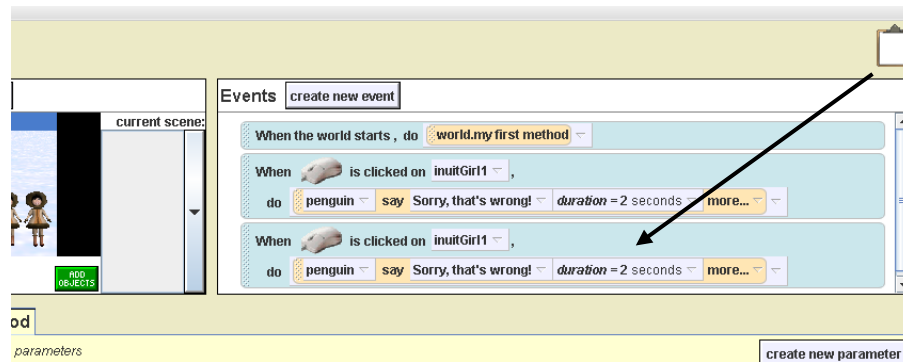 Events create new event
current scene:
When the world starts , do world.my first method
When is clicked on inuitGirl1 ,
do penguin say Sorry, that's wrong! duration = 2 seconds more...
When is clicked on inuitGirl1 ,
do penguin say Sorry, that's wrong! duration = 2 seconds more...
ADD
OBJECTS
od
parameters
create new parameter